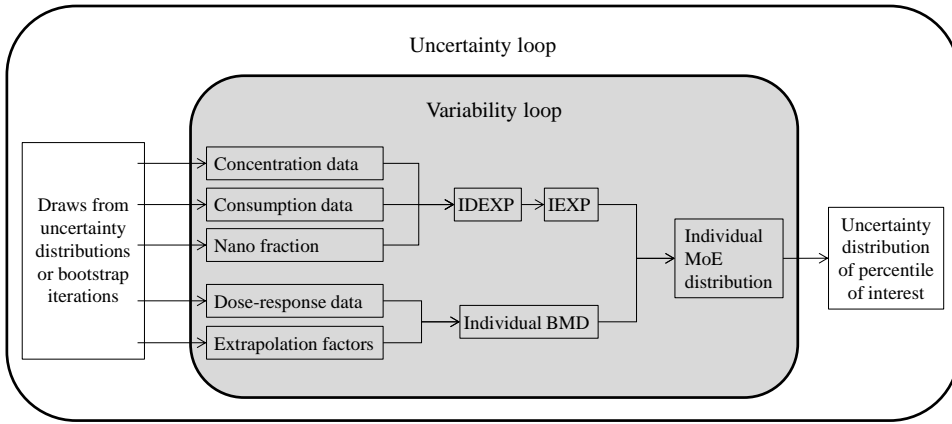 Uncertainty loop
Variability loop
Draws from
uncertainty
distributions
or bootstrap
iterations
Concentration data
Consumption data
Nano fraction
Dose-response data
Extrapolation factors
IDEXP
IEXP
Individual BMD
Individual
MoE
distribution
Uncertainty
distribution
of percentile
of interest